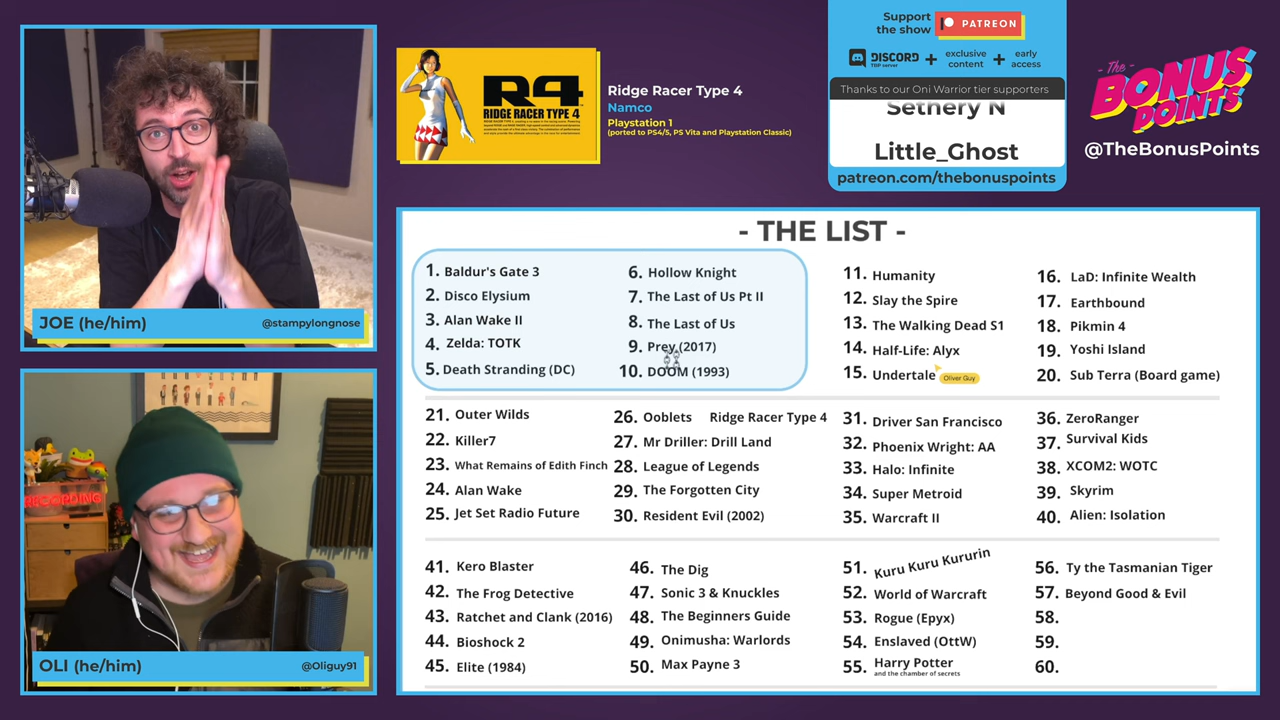 JOE (he/him)
@stampylongnose
RECORDING
OLI (he/him)
@Oliguy91
R4
RIDGE RACER TYPE 4
Ridge Racer Type 4
Namco
Playstation 1
(ported to PS4/5, PS Vita and Playstation Classic)
Support
the show
PATREON
DISCORD
TOP server
+
exclusive
content
+
early
access
Thanks to our Oni Warrior tier supporters
Sethery N
Little_Ghost
patreon.com/thebonuspoints
- The -
BONUS
POINTS
@TheBonusPoints
- THE LIST -
1. Baldur's Gate 3
2. Disco Elysium
3. Alan Wake II
4. Zelda: TOTK
5. Death Stranding (DC)
6. Hollow Knight
7. The Last of Us Pt II
8. The Last of Us
9. Prey (2017)
10. DOOM (1993)
11. Humanity
12. Slay the Spire
13. The Walking Dead S1
14. Half-Life: Alyx
15. Undertale
Oliver Guy
16. LaD: Infinite Wealth
17. Earthbound
18. Pikmin 4
19. Yoshi Island
20. Sub Terra (Board game)
21. Outer Wilds
22. Killer7
23. What Remains of Edith Finch
24. Alan Wake
25. Jet Set Radio Future
26. Ooblets
Ridge Racer Type 4
27. Mr Driller: Drill Land
28. League of Legends
29. The Forgotten City
30. Resident Evil (2002)
31. Driver San Francisco
32. Phoenix Wright: AA
33. Halo: Infinite
34. Super Metroid
35. Warcraft II
36. ZeroRanger
37. Survival Kids
38. XCOM2: WOTC
39. Skyrim
40. Alien: Isolation
41. Kero Blaster
42. The Frog Detective
43. Ratchet and Clank (2016)
44. Bioshock 2
45. Elite (1984)
46. The Dig
47. Sonic 3 & Knuckles
48. The Beginners Guide
49. Onimusha: Warlords
50. Max Payne 3
51. Kuru Kuru Kururin
52. World of Warcraft
53. Rogue (Epyx)
54. Enslaved (OttW)
55. Harry Potter
and the chamber of secrets
56. Ty the Tasmanian Tiger
57. Beyond Good & Evil
58.
59.
60.